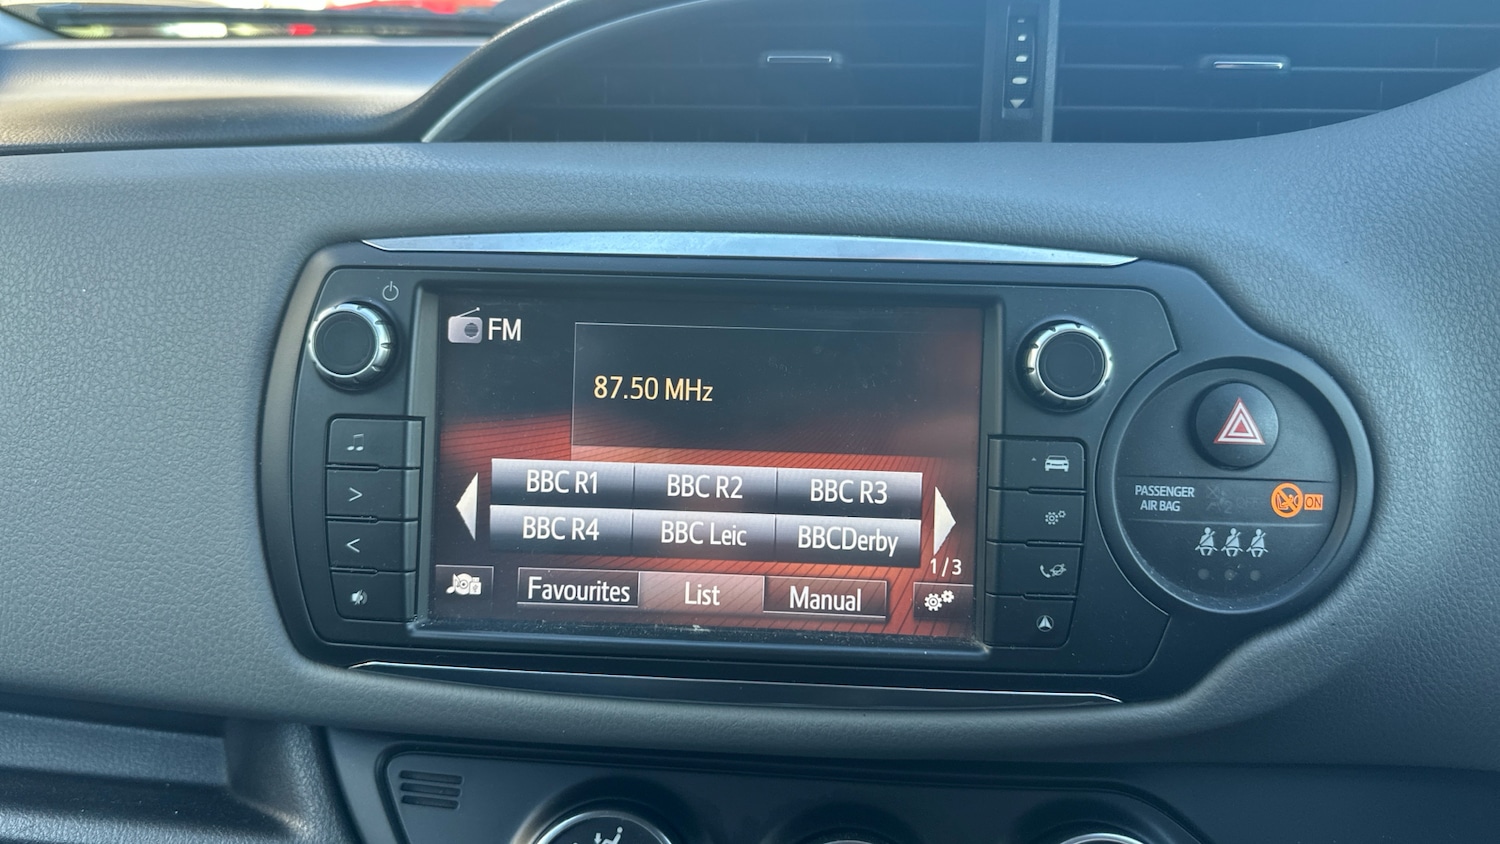 FM
87.50 MHz
BBC R1 BBC R2 BBC R3
BBC R4 BBC Leic BBCDerby
1/3
Favourites List Manual
PASSENGER
AIR BAG
ON